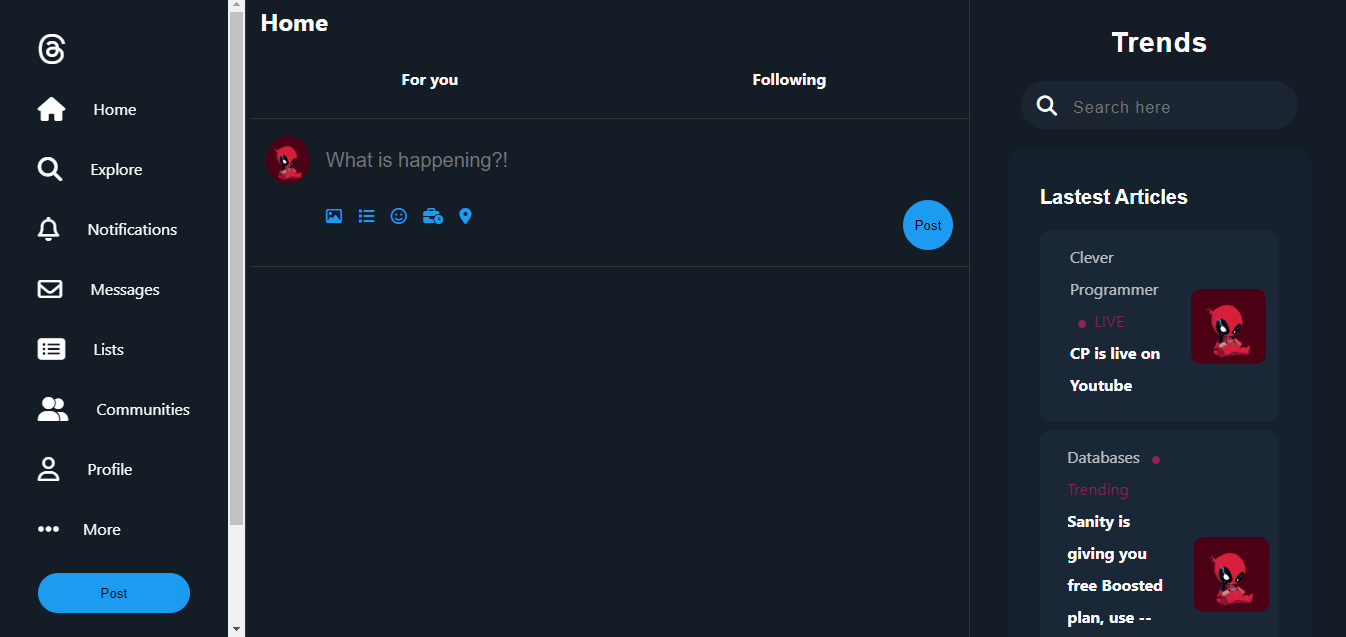 Home
Explore
Notifications
Messages
Lists
Communities
Profile
More
Post
Home
For you
Following
What is happening?!
Post
Trends
Search here
Lastest Articles
Clever
Programmer
LIVE
CP is live on
Youtube
Databases
Trending
Sanity is
giving you
free Boosted
plan, use --